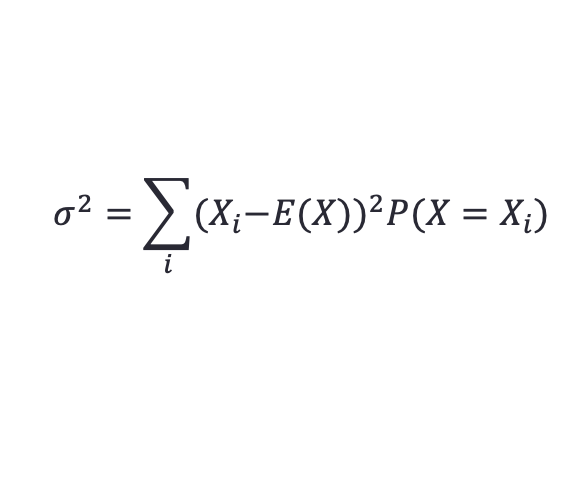 σ² = ∑ᵢ (Xᵢ−E(X))²P(X = Xᵢ)